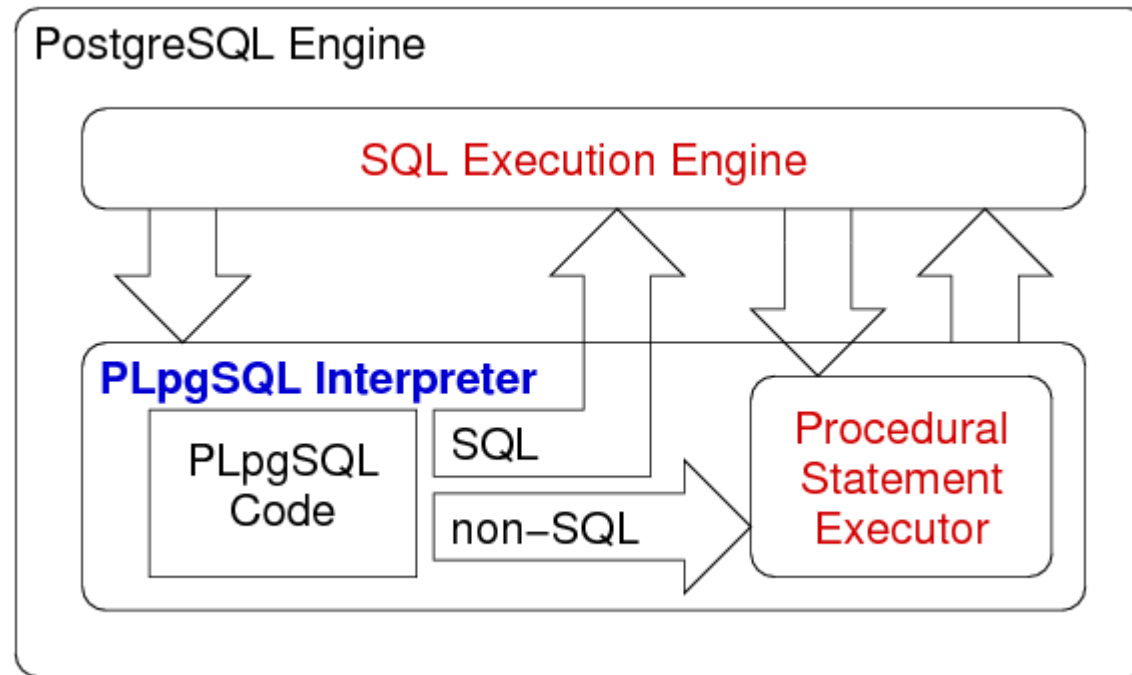 PostgreSQL Engine
SQL Execution Engine
PLpgSQL Interpreter
PLpgSQL
Code
SQL
non−SQL
Procedural
Statement
Executor